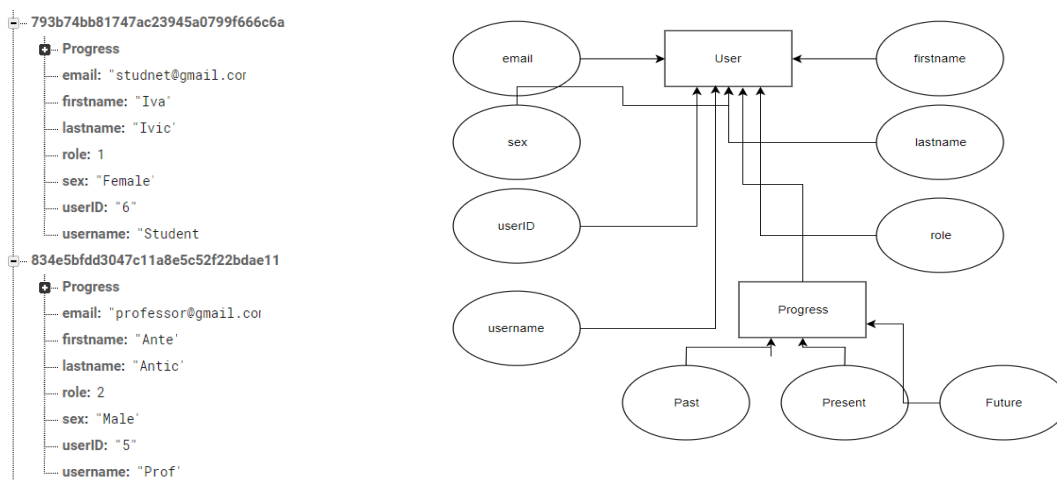 793b74bb81747ac23945a0799f666c6a
Progress
email: "studnet@gmail.cor
firstname: "Iva'
lastname: "Ivic'
role: 1
sex: "Female'
userID: "6"
username: "Student
834e5bfdd3047c11a8e5c52f22bdae11
Progress
email: "professor@gmail.cor
firstname: "Ante'
lastname: "Antic'
role: 2
sex: "Male'
userID: "5"
username: "Prof'
email
User
firstname
sex
lastname
userID
role
Progress
username
Past
Present
Future